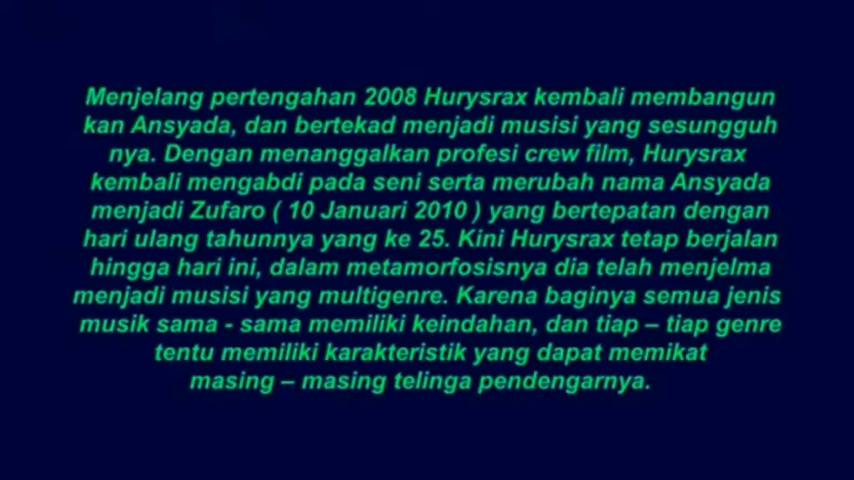 Menjelang pertengahan 2008 Hurysrax kembali membangun
kan Ansyada, dan bertekad menjadi musisi yang sesungguh
nya. Dengan menanggalkan profesi crew film, Hurysrax
kembali mengabdi pada seni serta merubah nama Ansyada
menjadi Zufaro ( 10 Januari 2010 ) yang bertepatan dengan
hari ulang tahunnya yang ke 25. Kini Hurysrax tetap berjalan
hingga hari ini, dalam metamorfosisnya dia telah menjelma
menjadi musisi yang multigenre. Karena baginya semua jenis
musik sama - sama memiliki keindahan, dan tiap – tiap genre
tentu memiliki karakteristik yang dapat memikat
masing – masing telinga pendengarnya.